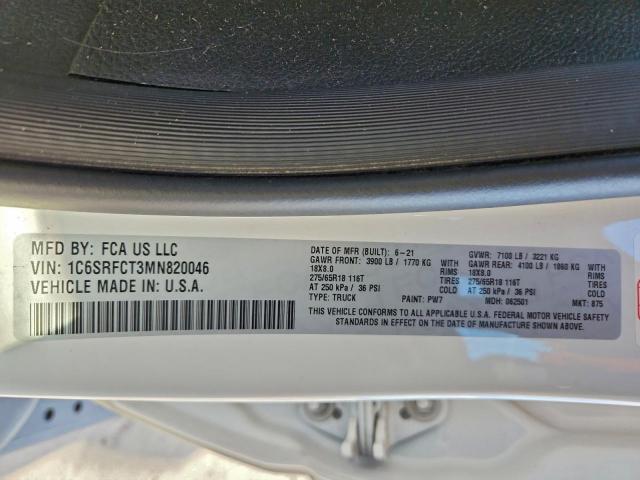 MFD BY: FCA US LLC
VIN: 1C6SRFCT3MN820046
VEHICLE MADE IN: U.S.A.
DATE OF MFR (BUILT): 6-21 GVWR: 7100 LB / 3221 KG
GAWR FRONT: 3900 LB / 1770 KG WITH GAWR REAR: 4100 LB / 1860 KG WITH
18X8.0 RIMS 18X8.0 RIMS
275/65R18 116T TIRES 275/65R18 116T TIRES
AT 250 kPa / 36 PSI COLD AT 250 kPa / 36 PSI COLD
TYPE: TRUCK PAINT: PW7 MDH: 062501 MKT: 875
THIS VEHICLE CONFORMS TO ALL APPLICABLE U.S.A. FEDERAL MOTOR VEHICLE SAFETY
STANDARDS IN EFFECT ON THE DATE OF MANUFACTURE SHOWN ABOVE.